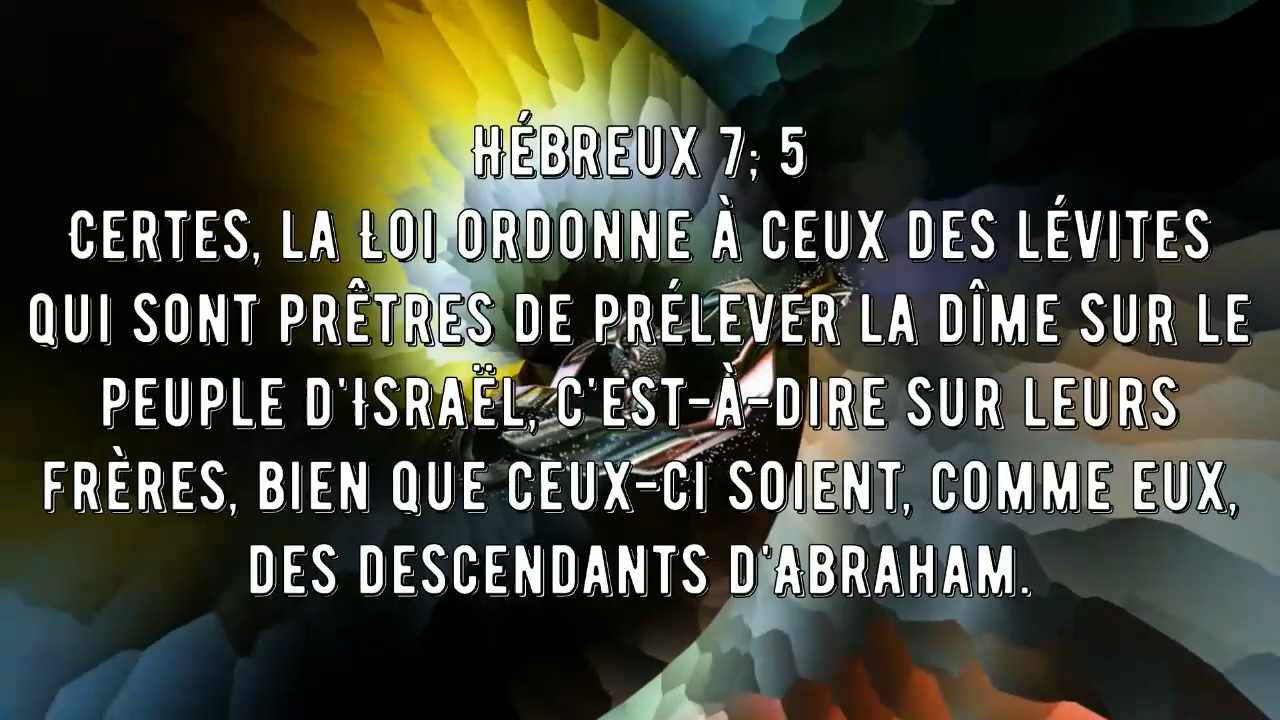 HÉBREUX 7; 5
CERTES, LA LOI ORDONNE À CEUX DES LÉVITES
QUI SONT PRÊTRES DE PRÉLEVER LA DÎME SUR LE
PEUPLE D'ISRAËL, C'EST-À-DIRE SUR LEURS
FRÈRES, BIEN QUE CEUX-CI SOIENT, COMME EUX,
DES DESCENDANTS D'ABRAHAM.